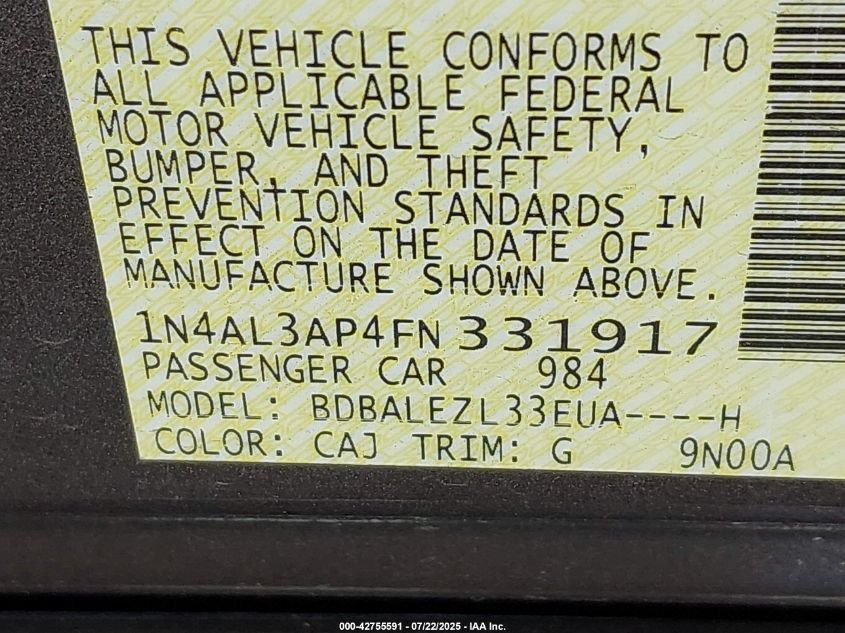 THIS VEHICLE CONFORMS TO
ALL APPLICABLE FEDERAL
MOTOR VEHICLE SAFETY,
BUMPER, AND THEFT
PREVENTION STANDARDS IN
EFFECT ON THE DATE OF
MANUFACTURE SHOWN ABOVE.
1N4AL3AP4FN 331917
PASSENGER CAR 984
MODEL: BDBALEZL33EUA----H
COLOR: CAJ TRIM: G 9N00A
000-42755591 - 07/22/2025 - IAA Inc.